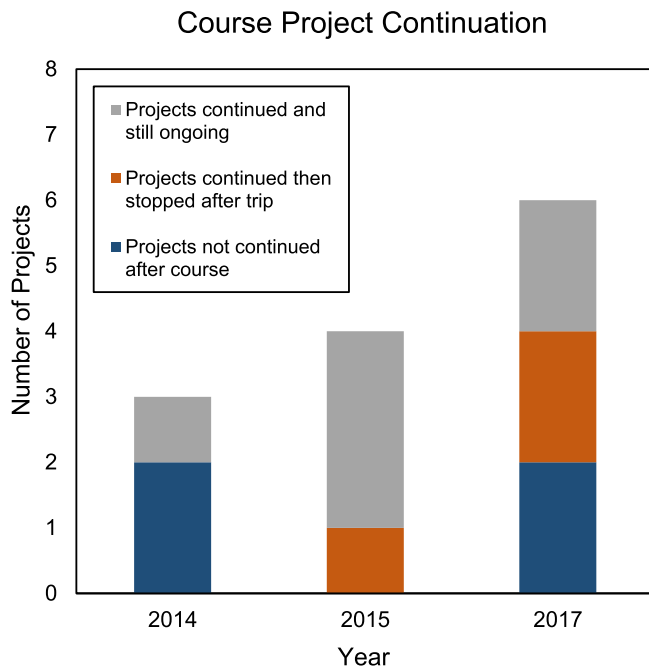 Course Project Continuation
8
7
6
5
4
3
2
1
0
Number of Projects
Projects continued and
still ongoing
Projects continued then
stopped after trip
Projects not continued
after course
2014
2015
2017
Year